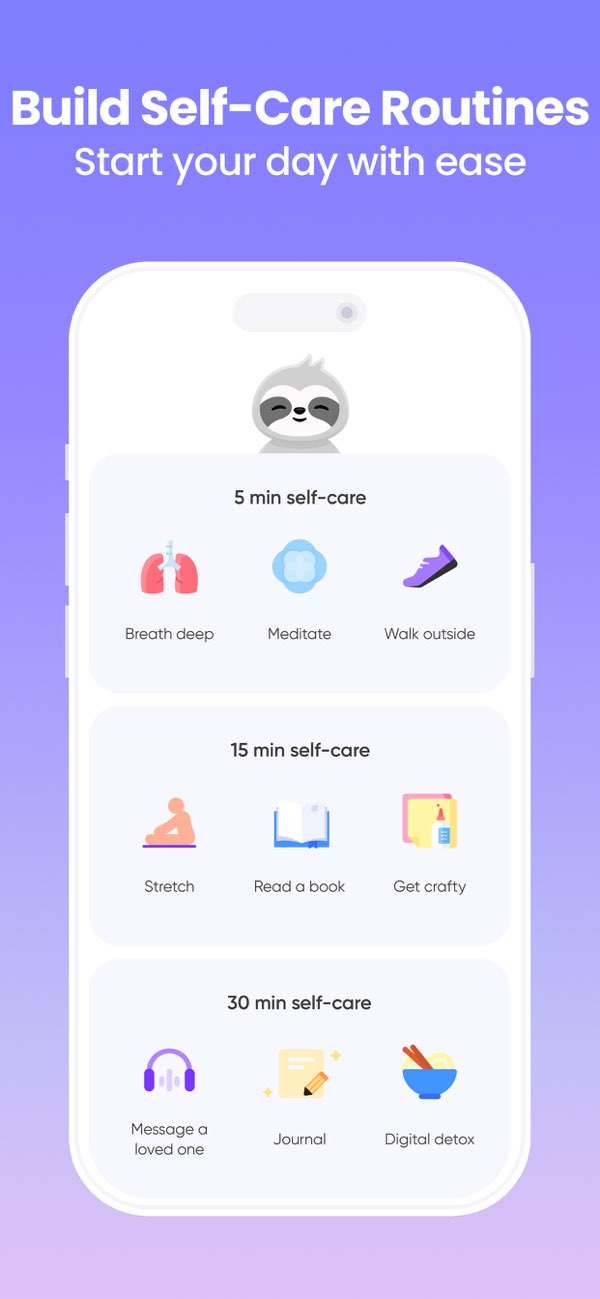 Build Self-Care Routines
Start your day with ease
5 min self-care
Breath deep
Meditate
Walk outside
15 min self-care
Stretch
Read a book
Get crafty
30 min self-care
Message a
loved one
Journal
Digital detox